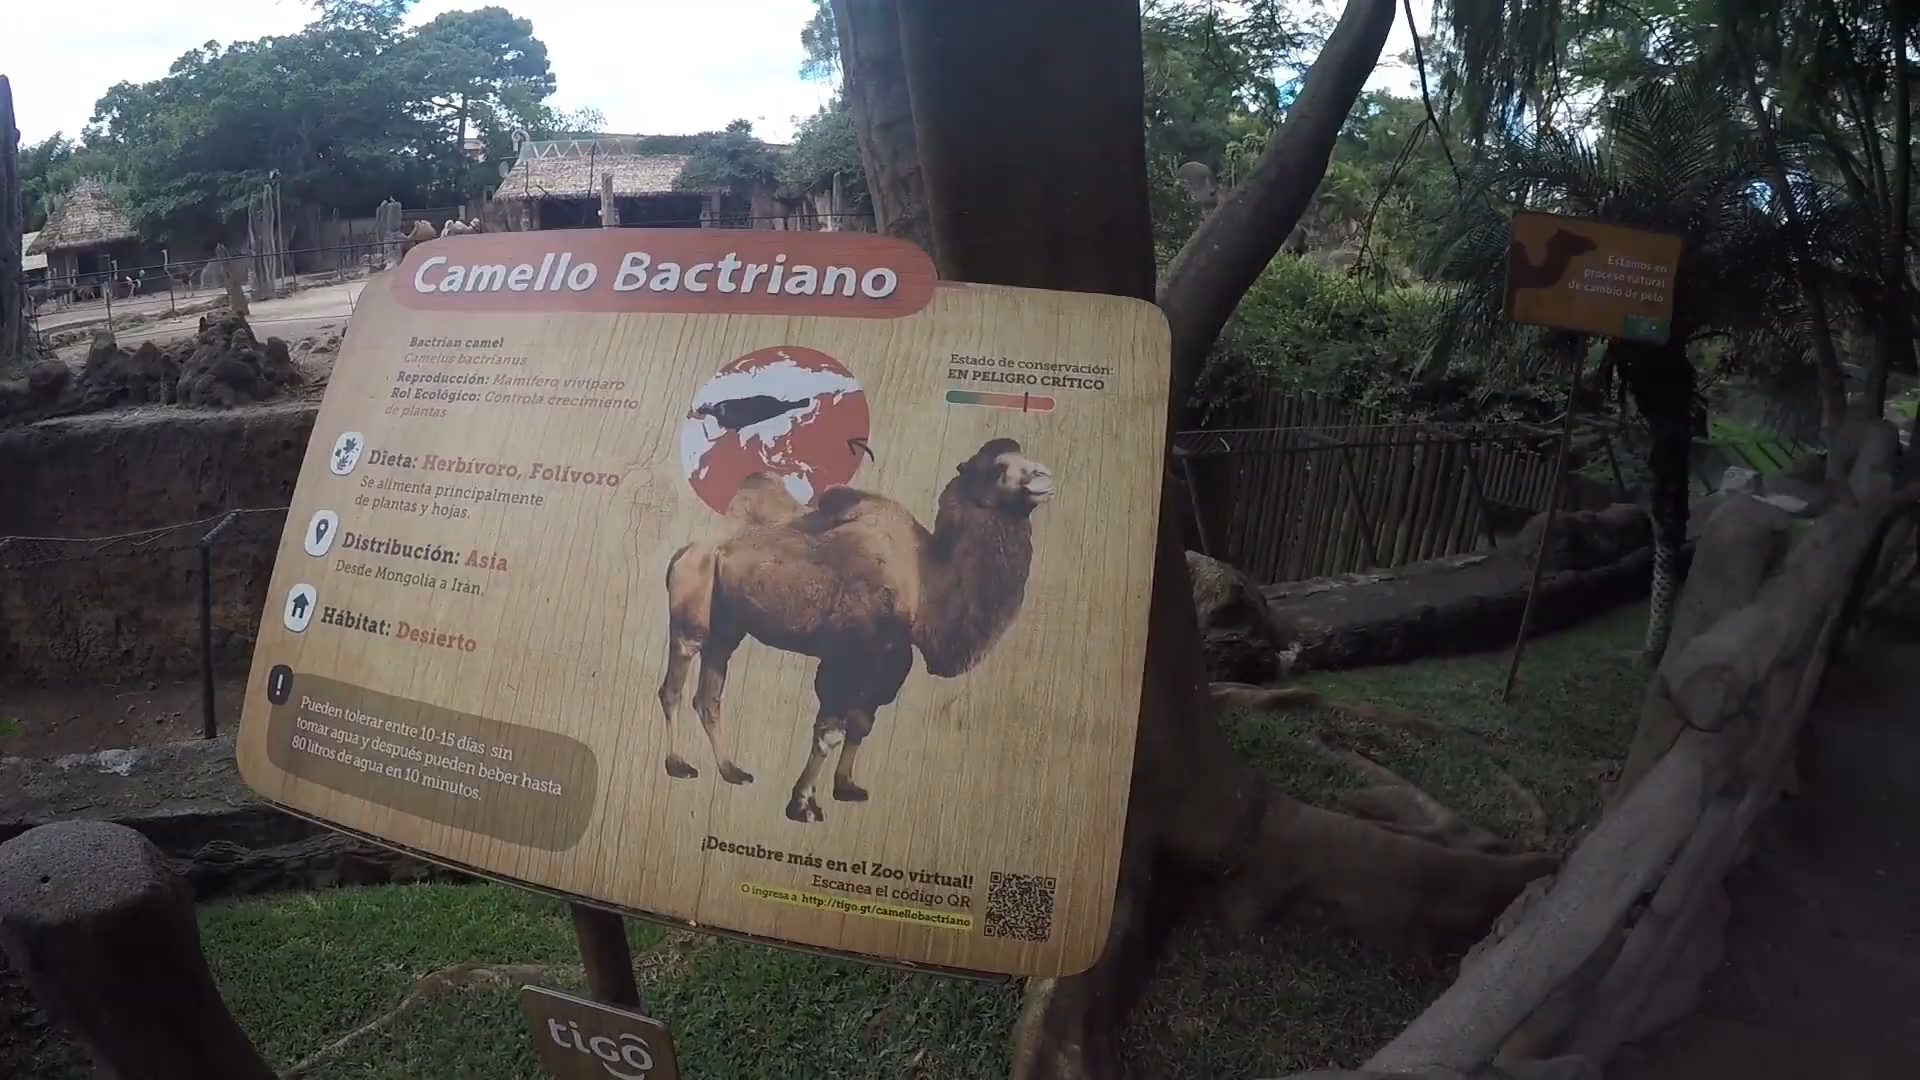 Camello Bactriano
Bactrian camel
Camelus bactrianus
Reproducción: Mamífero vivíparo
Rol Ecológico: Controla crecimiento
de plantas
Dieta: Herbívoro, Folívoro
Se alimenta principalmente
de plantas y hojas.
Distribución: Asia
Desde Mongolia a Irán.
Hábitat: Desierto
!
Pueden tolerar entre 10-15 días sin
tomar agua y después pueden beber hasta
80 litros de agua en 10 minutos.
Estado de conservación:
EN PELIGRO CRÍTICO
¡Descubre más en el Zoo virtual!
Escanea el código QR
O ingresa a http://tigo.gt/camellobactriano
tigo
Estamos en
proceso natural
de cambio de pelo